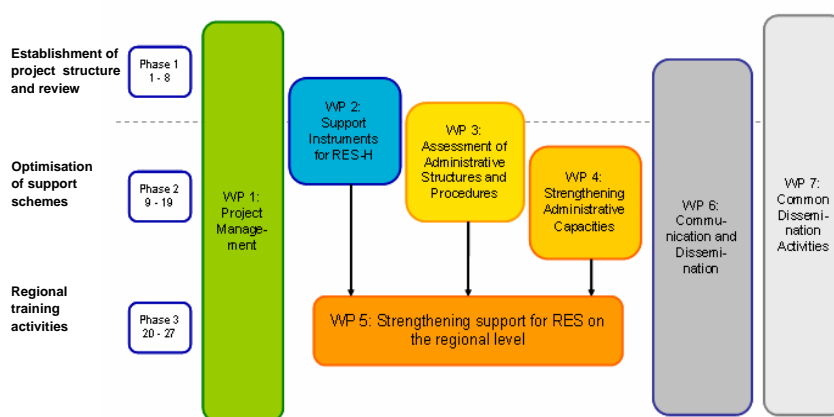 Establishment of
project structure
and review
Phase 1
1 - 8
Optimisation
of support
schemes
Phase 2
9 - 19
Regional
training
activities
Phase 3
20 - 27
WP 1:
Project
Manage-
ment
WP 2:
Support
Instruments
for RES-H
WP 3:
Assessment of
Administrative
Structures and
Procedures
WP 4:
Strengthening
Administrative
Capacities
WP 5: Strengthening support for RES on
the regional level
WP 6:
Commu-
nication and
Dissemi-
nation
WP 7:
Common
Dissemi-
nation
Activities